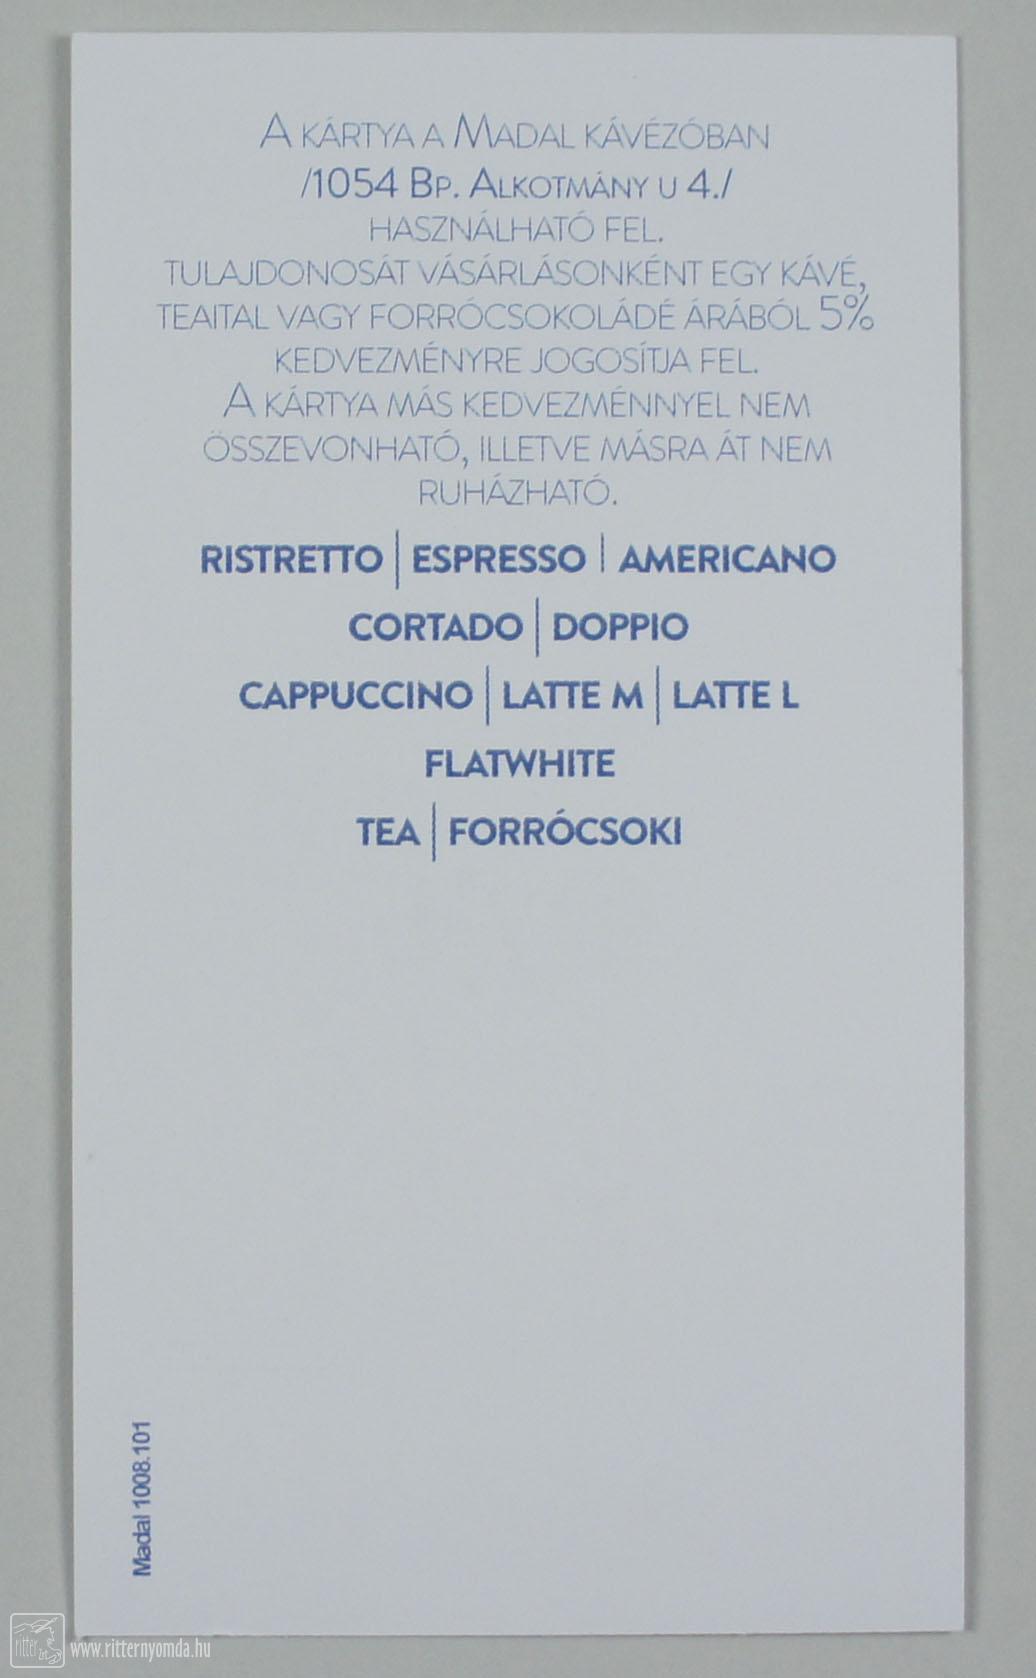 A KÁRTYA A MADAL KÁVÉZÓBAN
/1054 BP. ALKOTMÁNY U 4./
HASZNÁLHATÓ FEL.
TULAJDONOSÁT VÁSÁRLÁSONKÉNT EGY KÁVÉ,
TEAITAL VAGY FORRÓCSOKOLÁDÉ ÁRÁBÓL 5%
KEDVEZMÉNYRE JOGOSÍTJA FEL.
A KÁRTYA MÁS KEDVEZMÉNNYEL NEM
ÖSSZEVONHATÓ, ILLETVE MÁSRA ÁT NEM
RUHÁZHATÓ.
RISTRETTO | ESPRESSO | AMERICANO
CORTADO | DOPPIO
CAPPUCCINO | LATTE M | LATTE L
FLATWHITE
TEA | FORRÓCSOKI
Madal 1008.101
ritter
www.ritternyomda.hu